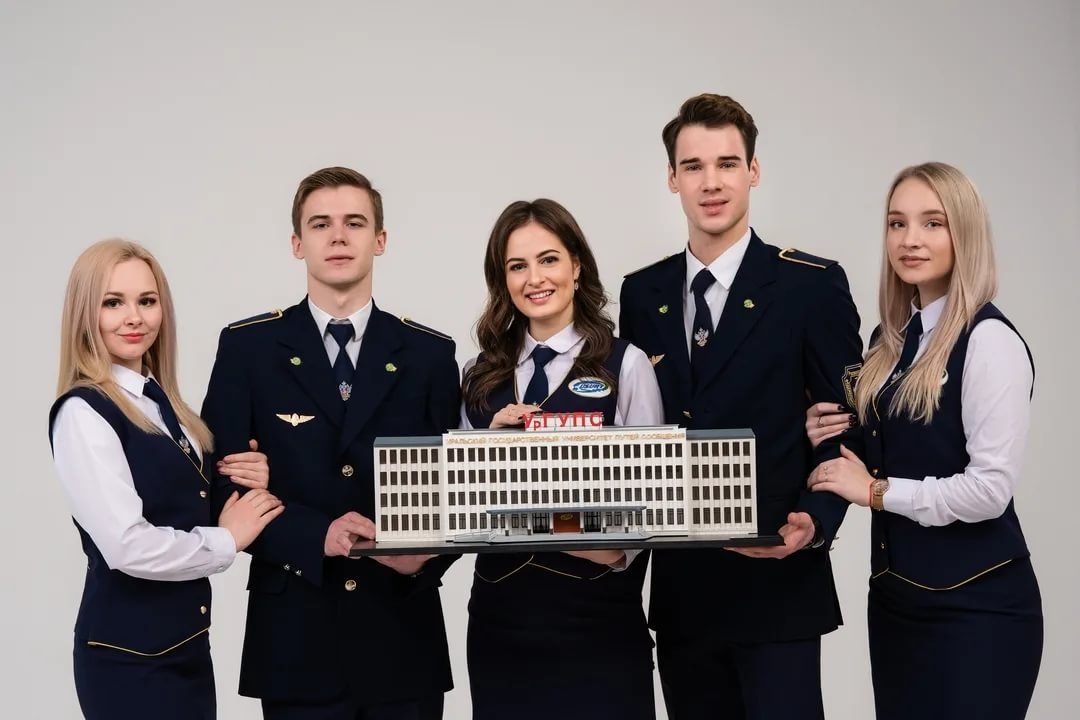 УрГУПС
УРАЛЬСКИЙ ГОСУДАРСТВЕННЫЙ УНИВЕРСИТЕТ ПУТЕЙ СООБЩЕНИЯ